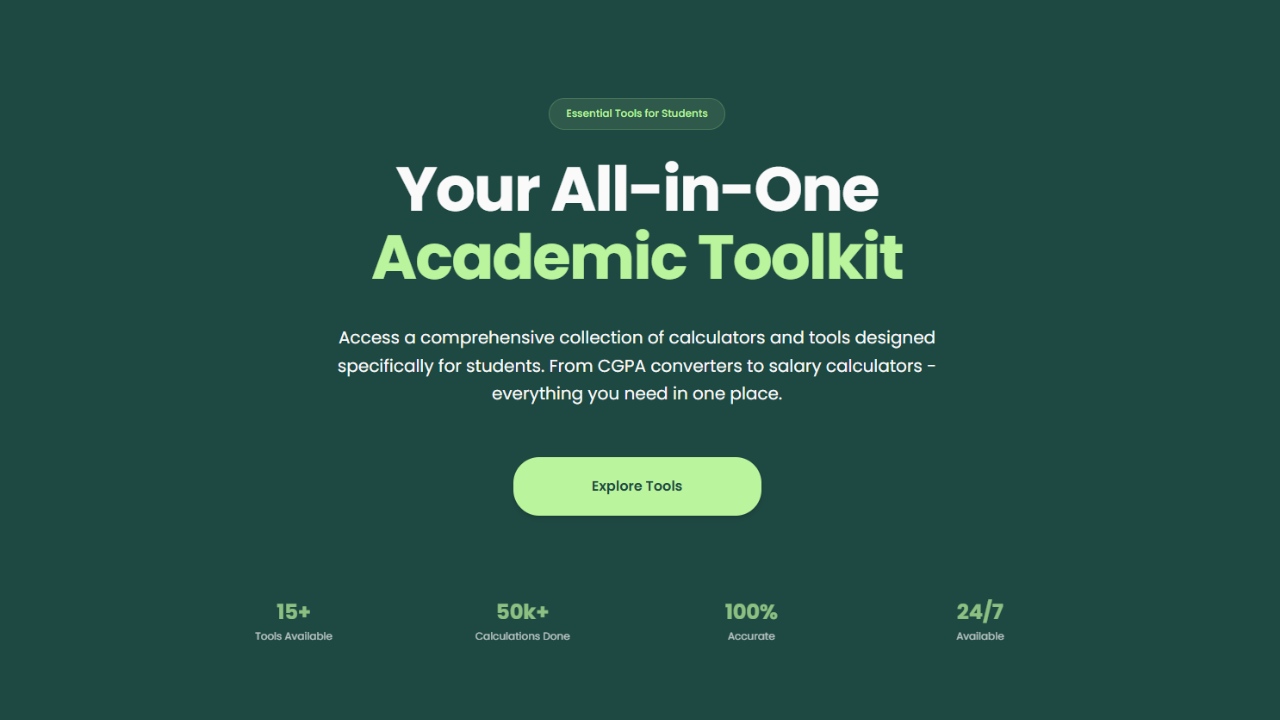 Essential Tools for Students
Your All-in-One
Academic Toolkit
Access a comprehensive collection of calculators and tools designed
specifically for students. From CGPA converters to salary calculators -
everything you need in one place.
Explore Tools
15+
Tools Available
50k+
Calculations Done
100%
Accurate
24/7
Available